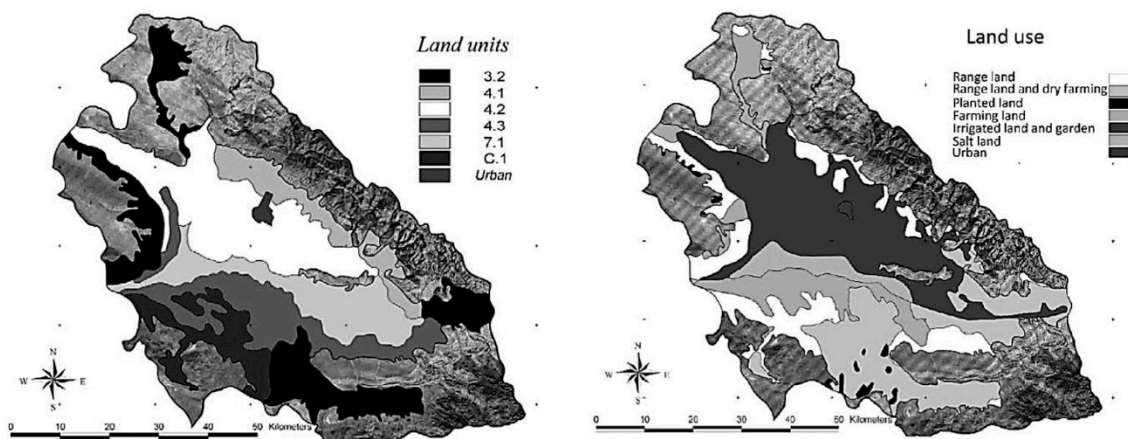 Land units
3.2
4.1
4.2
4.3
7.1
C.1
Urban
N
W E
S
0 10 20 30 40 50 Kilometers
Land use
Range land
Range land and dry farming
Planted land
Farming land
Irrigated land and garden
Salt land
Urban
N
W E
S
0 10 20 30 40 50 Kilometers